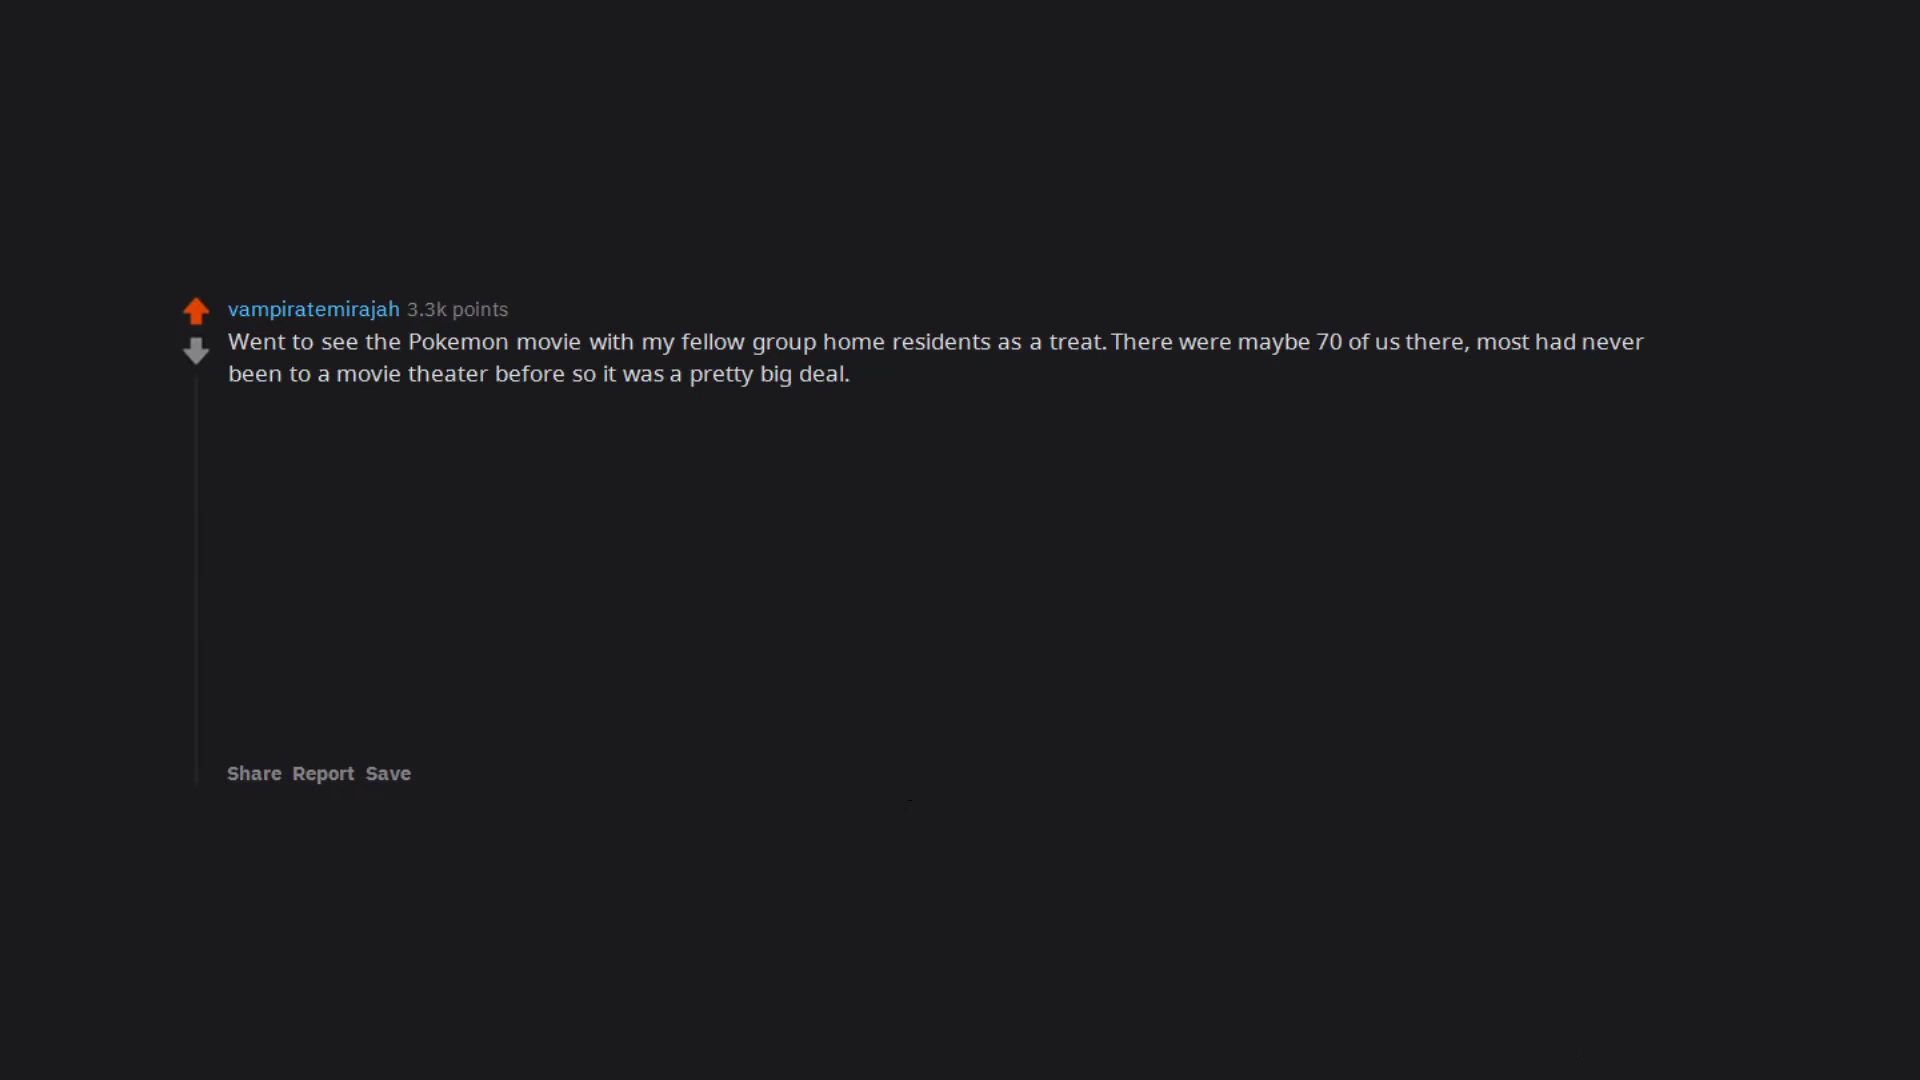 vampiratemirajah 3.3k points
Went to see the Pokemon movie with my fellow group home residents as a treat. There were maybe 70 of us there, most had never
been to a movie theater before so it was a pretty big deal.
Share Report Save